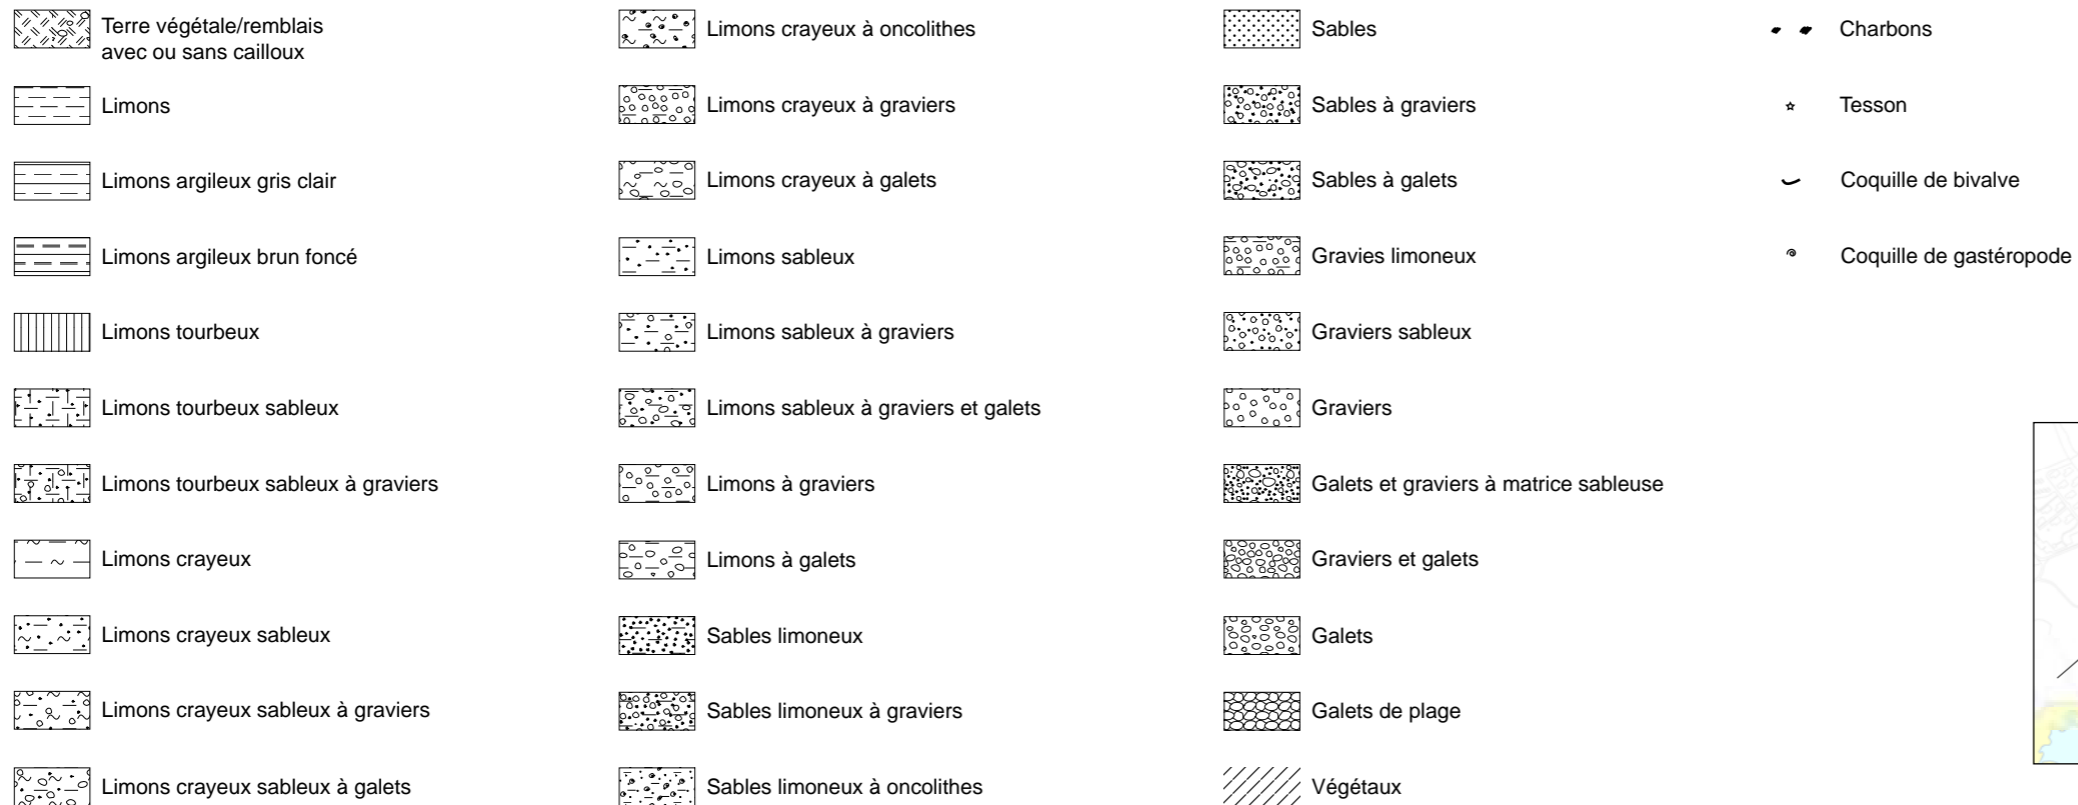 Terre végétale/remblais
avec ou sans cailloux
Limons
Limons argileux gris clair
Limons argileux brun foncé
Limons tourbeux
Limons tourbeux sableux
Limons tourbeux sableux à graviers
Limons crayeux
Limons crayeux sableux
Limons crayeux sableux à graviers
Limons crayeux sableux à galets
Limons crayeux à oncolithes
Limons crayeux à graviers
Limons crayeux à galets
Limons sableux
Limons sableux à graviers
Limons sableux à graviers et galets
Limons à graviers
Limons à galets
Sables limoneux
Sables limoneux à graviers
Sables limoneux à oncolithes
Sables
Sables à graviers
Sables à galets
Gravies limoneux
Graviers sableux
Graviers
Galets et graviers à matrice sableuse
Graviers et galets
Galets
Galets de plage
Végétaux
Charbons
Tesson
Coquille de bivalve
Coquille de gastéropode